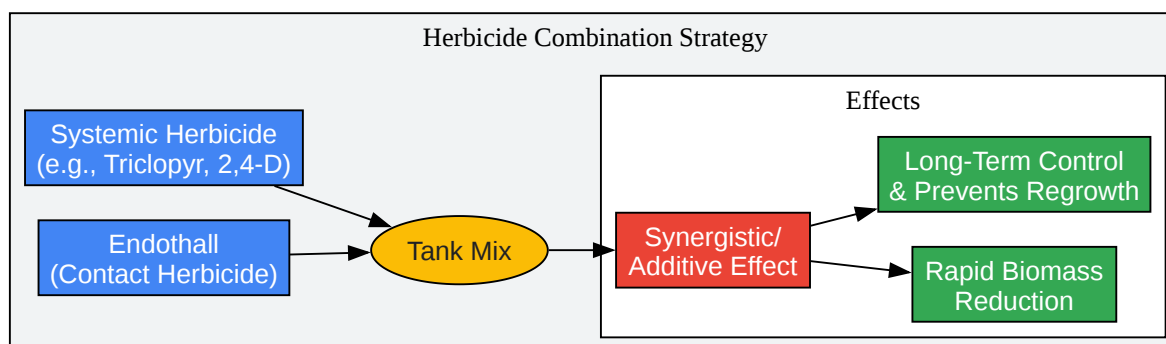 Herbicide Combination Strategy
Systemic Herbicide
(e.g., Triclopyr, 2,4-D)
Endothall
(Contact Herbicide)
Tank Mix
Effects
Synergistic/
Additive Effect
Long-Term Control
& Prevents Regrowth
Rapid Biomass
Reduction